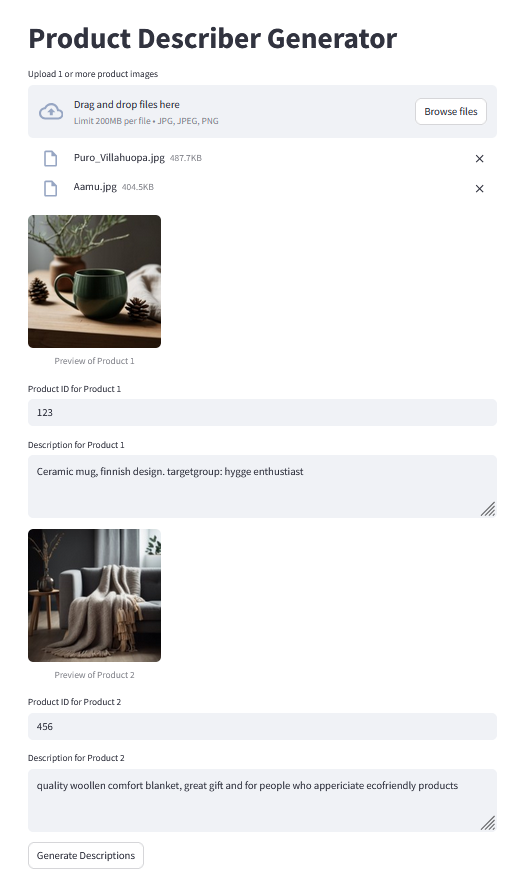 Product Describer Generator
Upload 1 or more product images
Drag and drop files here
Limit 200MB per file • JPG, JPEG, PNG
Browse files
Puro_Villahuopa.jpg 487.7KB
Aamu.jpg 404.5KB
Preview of Product 1
Product ID for Product 1
123
Description for Product 1
Ceramic mug, finnish design. targetgroup: hygge enthustiast
Preview of Product 2
Product ID for Product 2
456
Description for Product 2
quality woollen comfort blanket, great gift and for people who appericiate ecofriendly products
Generate Descriptions